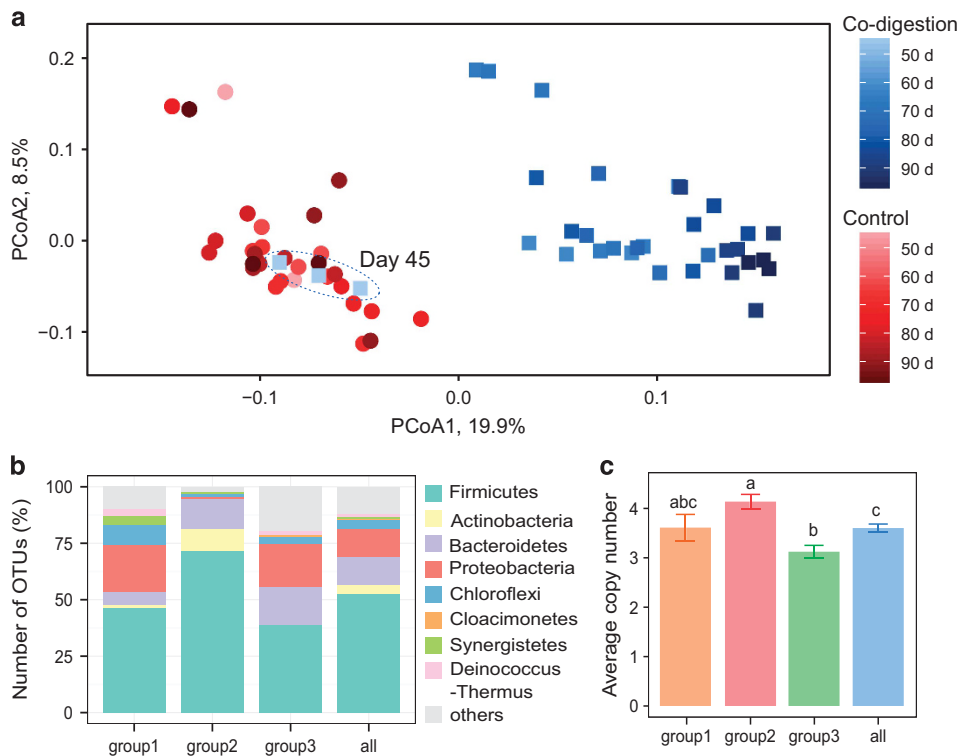 a
PCoA2, 8.5%
0.2
0.1
0.0
−0.1
Day 45
−0.1
0.0
0.1
PCoA1, 19.9%
Co-digestion
50 d
60 d
70 d
80 d
90 d
Control
50 d
60 d
70 d
80 d
90 d
b
Number of OTUs (%)
100
75
50
25
0
group1
group2
group3
all
Firmicutes
Actinobacteria
Bacteroidetes
Proteobacteria
Chloroflexi
Cloacimonetes
Synergistetes
Deinococcus
-Thermus
others
c
Average copy number
4
3
2
1
0
abc
a
b
c
group1
group2
group3
all